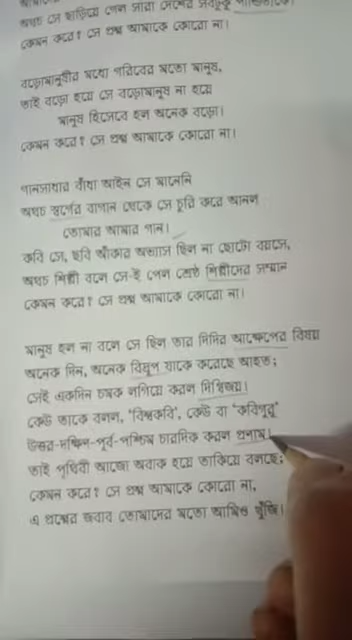 অথচ সে ছাড়িয়ে গেল সারা দেশের সবটুকু পাণ্ডিত্যকে।
কেমন করে? সে প্রশ্ন আমাকে কোরো না।
বড়োমানুষীর মধ্যে গরিবের মতো মানুষ,
তাই বড়ো হয়ে সে বড়োমানুষ না হয়ে
মানুষ হিসেবে হল অনেক বড়ো।
কেমন করে? সে প্রশ্ন আমাকে কোরো না।
গানসাধার বাঁধা আইন সে মানেনি
অথচ স্বর্গের বাগান থেকে সে চুরি করে আনল
তোমার আমার গান।
কবি সে, ছবি আঁকার অভ্যাস ছিল না ছোটো বয়সে,
অথচ শিল্পী বলে সে-ই পেল শ্রেষ্ঠ শিল্পীদের সম্মান
কেমন করে? সে প্রশ্ন আমাকে কোরো না।
মানুষ হল না বলে সে ছিল তার দিদির আক্ষেপের বিষয়
অনেক দিন, অনেক বিদ্রূপ যাকে করেছে আহত;
সেই একদিন চমক লাগিয়ে করল দিগ্বিজয়।
কেউ তাকে বলল, 'বিশ্বকবি', কেউ বা 'কবিগুরু'
উত্তর-দক্ষিণ-পূর্ব-পশ্চিম চারদিক করল প্রণাম।
তাই পৃথিবী আজো অবাক হয়ে তাকিয়ে বলছে;
কেমন করে? সে প্রশ্ন আমাকে কোরো না,
এ প্রশ্নের জবাব তোমাদের মতো আমিও খুঁজি।